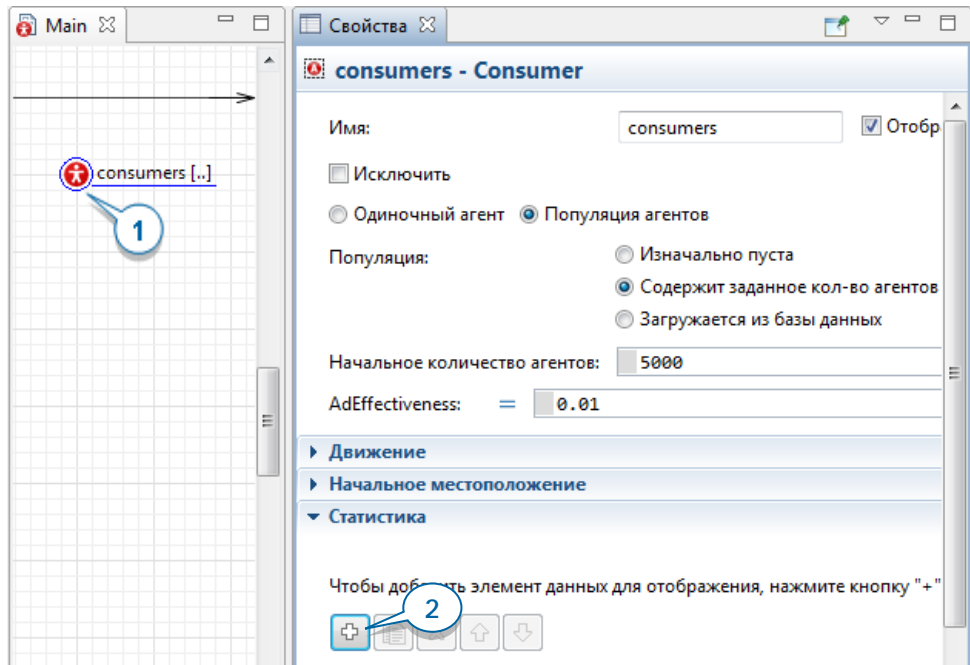 Main
consumers [..]
1
Свойства
consumers - Consumer
Имя: consumers Отобр
Исключить
Одиночный агент Популяция агентов
Популяция: Изначально пуста
Содержит заданное кол-во агентов
Загружается из базы данных
Начальное количество агентов: 5000
AdEffectiveness: = 0.01
Движение
Начальное местоположение
Статистика
Чтобы добавить элемент данных для отображения, нажмите кнопку "+"
2